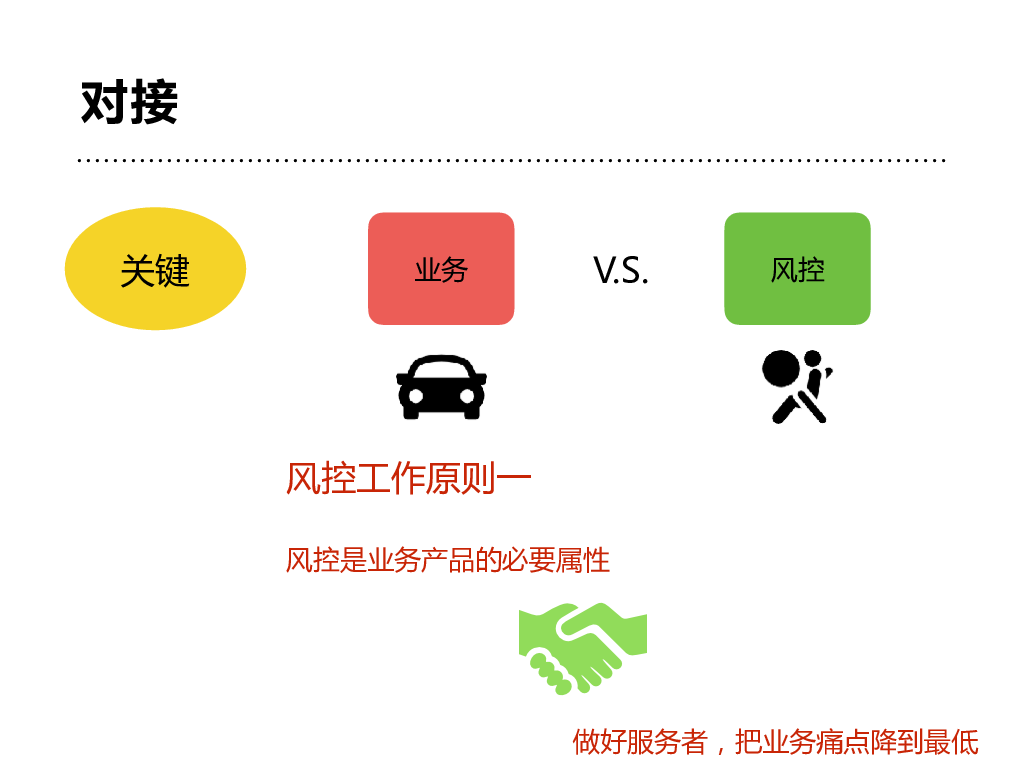 对接
关键
业务
V.S.
风控
风控工作原则一
风控是业务产品的必要属性
做好服务者，把业务痛点降到最低